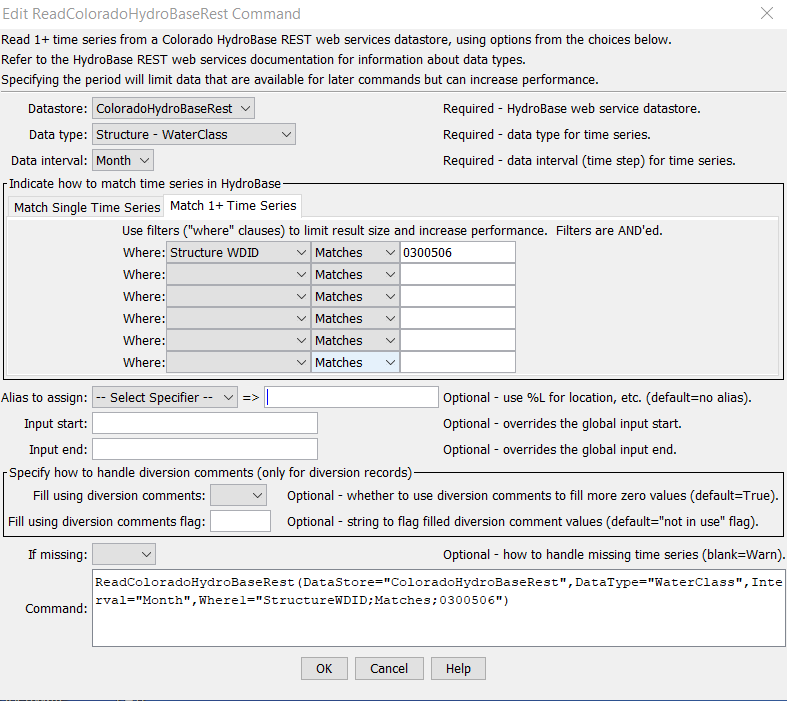 Edit ReadColoradoHydroBaseRest Command
Read 1+ time series from a Colorado HydroBase REST web services datastore, using options from the choices below.
Refer to the HydroBase REST web services documentation for information about data types.
Specifying the period will limit data that are available for later commands but can increase performance.
Datastore: ColoradoHydroBaseRest Required - HydroBase web service datastore.
Data type: Structure - WaterClass Required - data type for time series.
Data interval: Month Required - data interval (time step) for time series.
Indicate how to match time series in HydroBase
Match Single Time Series Match 1+ Time Series
Use filters ("where" clauses) to limit result size and increase performance. Filters are AND'ed.
Where: Structure WDID Matches 0300506
Where: Matches
Where: Matches
Where: Matches
Where: Matches
Where: Matches
Alias to assign: -- Select Specifier -- => Optional - use %L for location, etc. (default=no alias).
Input start: Optional - overrides the global input start.
Input end: Optional - overrides the global input end.
Specify how to handle diversion comments (only for diversion records)
Fill using diversion comments: Optional - whether to use diversion comments to fill more zero values (default=True).
Fill using diversion comments flag: Optional - string to flag filled diversion comment values (default="not in use" flag).
If missing: Optional - how to handle missing time series (blank=Warn).
Command: ReadColoradoHydroBaseRest(DataStore="ColoradoHydroBaseRest",DataType="WaterClass",Inte
rval="Month",Where1="StructureWDID;Matches;0300506")
OK Cancel Help